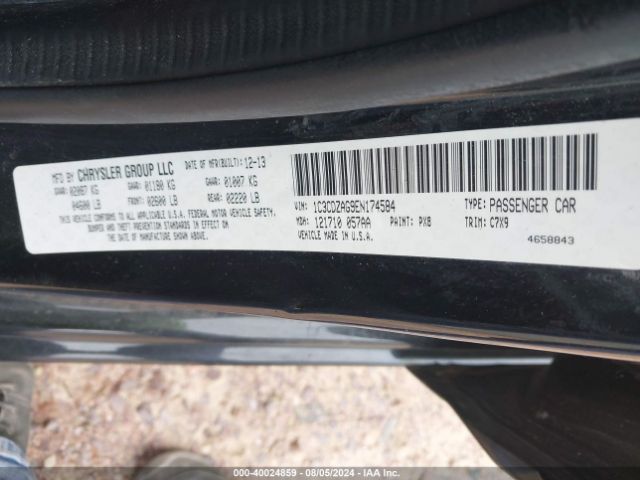 MFD BY CHRYSLER GROUP LLC DATE OF MFR(BUILT): 12-13
GVWR: 02087 KG GAWR: 01180 KG GAWR: 01007 KG
04600 LB FRONT: 02600 LB REAR: 02220 LB
THIS VEHICLE CONFORMS TO ALL APPLICABLE U.S.A. FEDERAL MOTOR VEHICLE SAFETY,
BUMPER AND THEFT PREVENTION STANDARDS IN EFFECT ON
THE DATE OF MANUFACTURE SHOWN ABOVE.
VIN: 1C3CDZAG9EN174584 TYPE: PASSENGER CAR
MDH: 121710 057AA PAINT: PX8 TRIM: C7X9
VEHICLE MADE IN U.S.A.
4658843
000-40024859 - 08/05/2024 - IAA Inc.